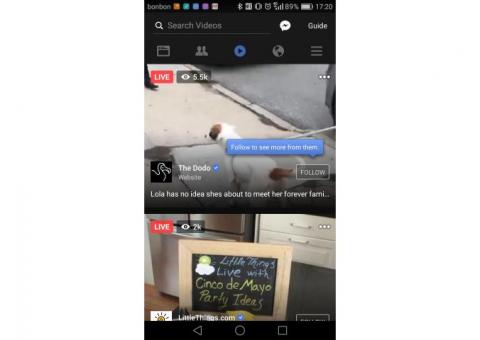 bonbon 89% 17:20
Search Videos Guide
LIVE 5.5k
Follow to see more from them.
The Dodo
Website
FOLLOW
Lola has no idea shes about to meet her forever fami...
LIVE 2k
Little Things
Live with
Cinco de Mayo
Party Ideas
LittleThings.com
FOLLOW